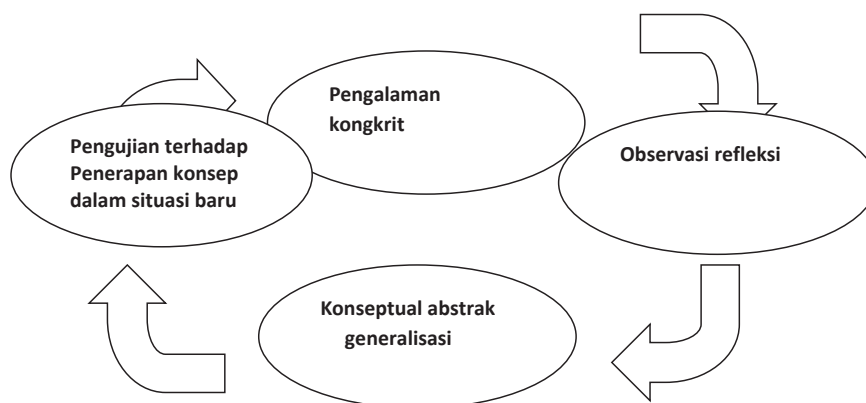 Pengalaman
kongkrit
Pengujian terhadap
Penerapan konsep
dalam situasi baru
Observasi refleksi
Konseptual abstrak
generalisasi